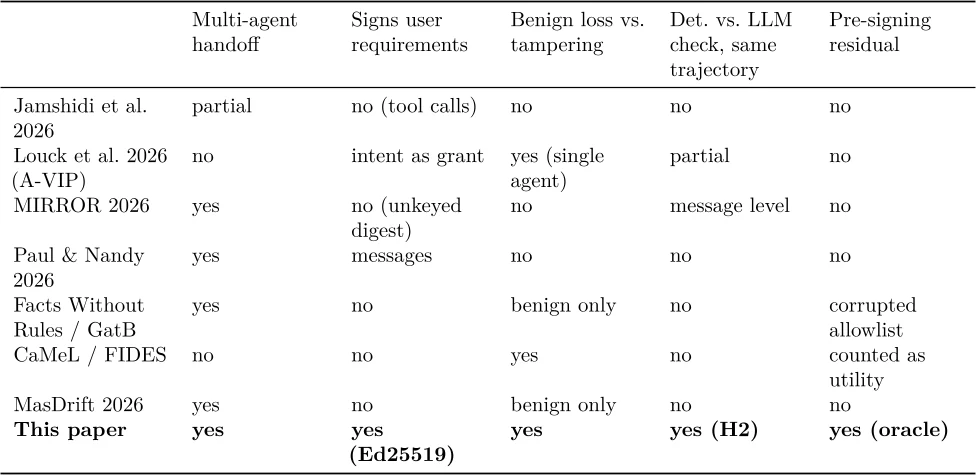 Multi-agent Signs user Benign loss vs. Det. vs. LLM Pre-signing
handoff requirements tampering check, same residual
trajectory
Jamshidi et al. partial no (tool calls) no no no
2026
Louck et al. 2026 no intent as grant yes (single partial no
(A-VIP) agent)
MIRROR 2026 yes no (unkeyed no message level no
digest)
Paul & Nandy yes messages no no no
2026
Facts Without yes no benign only no corrupted
Rules / GatB allowlist
CaMeL / FIDES no no yes no counted as
utility
MasDrift 2026 yes no benign only no no
This paper yes yes yes yes (H2) yes (oracle)
(Ed25519)